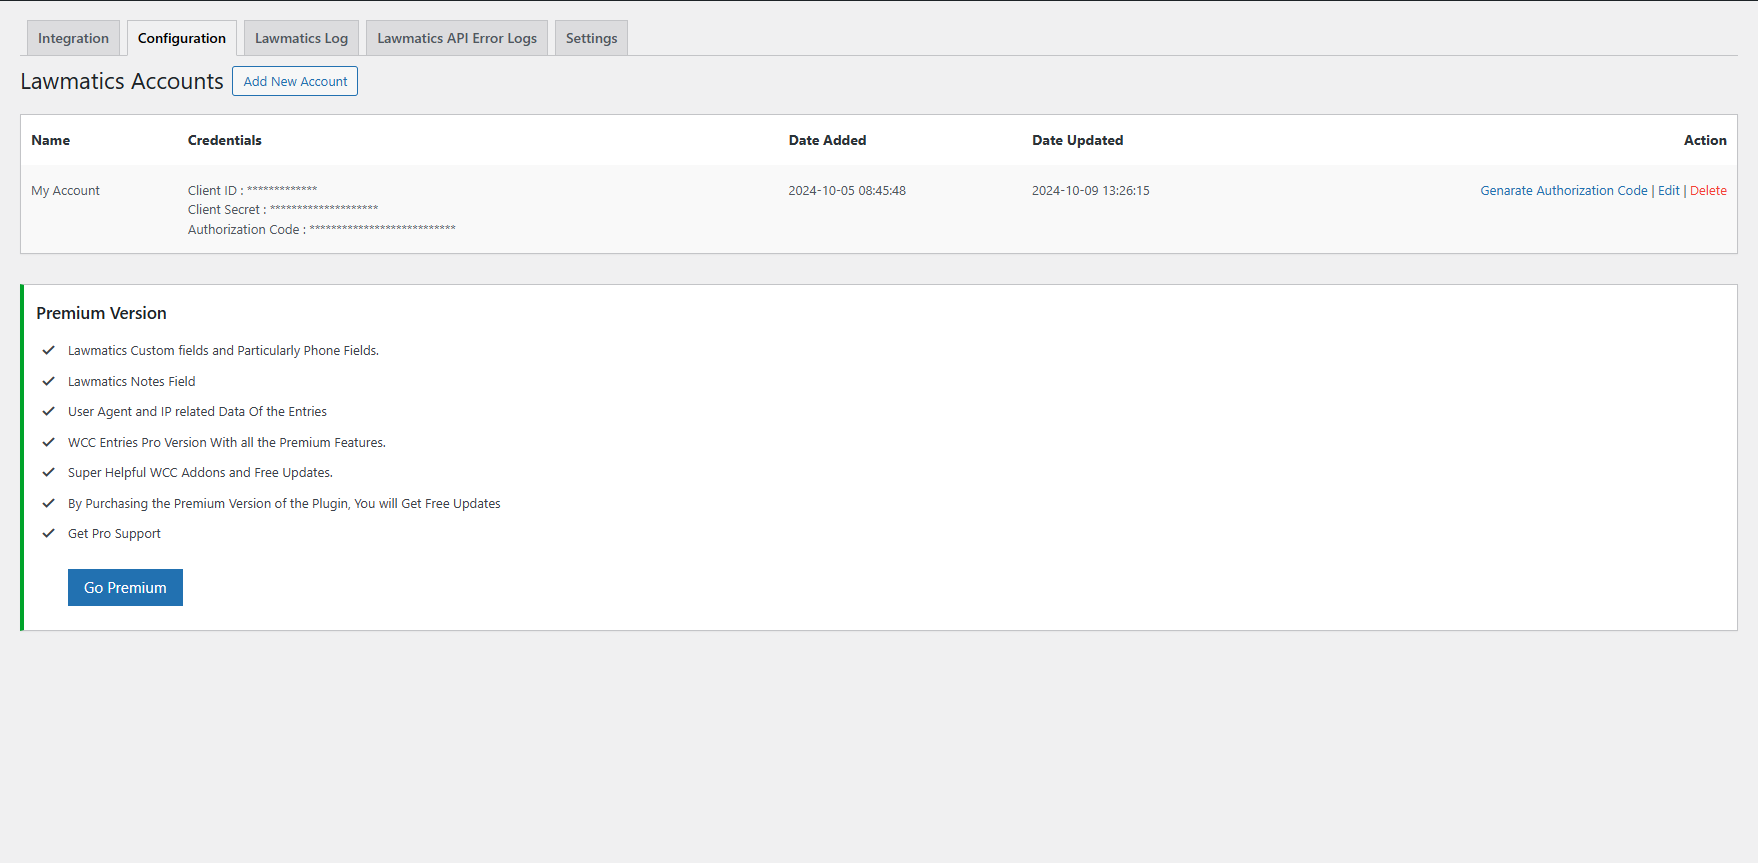 Integration
Configuration
Lawmatics Log
Lawmatics API Error Logs
Settings
Lawmatics Accounts
Add New Account
Name
Credentials
Date Added
Date Updated
Action
My Account
Client ID : *************
2024-10-05 08:45:48
2024-10-09 13:26:15
Genarate Authorization Code | Edit | Delete
Client Secret : ********************
Authorization Code : ***************************
Premium Version
Lawmatics Custom fields and Particularly Phone Fields.
Lawmatics Notes Field
User Agent and IP related Data Of the Entries
WCC Entries Pro Version With all the Premium Features.
Super Helpful WCC Addons and Free Updates.
By Purchasing the Premium Version of the Plugin, You will Get Free Updates
Get Pro Support
Go Premium